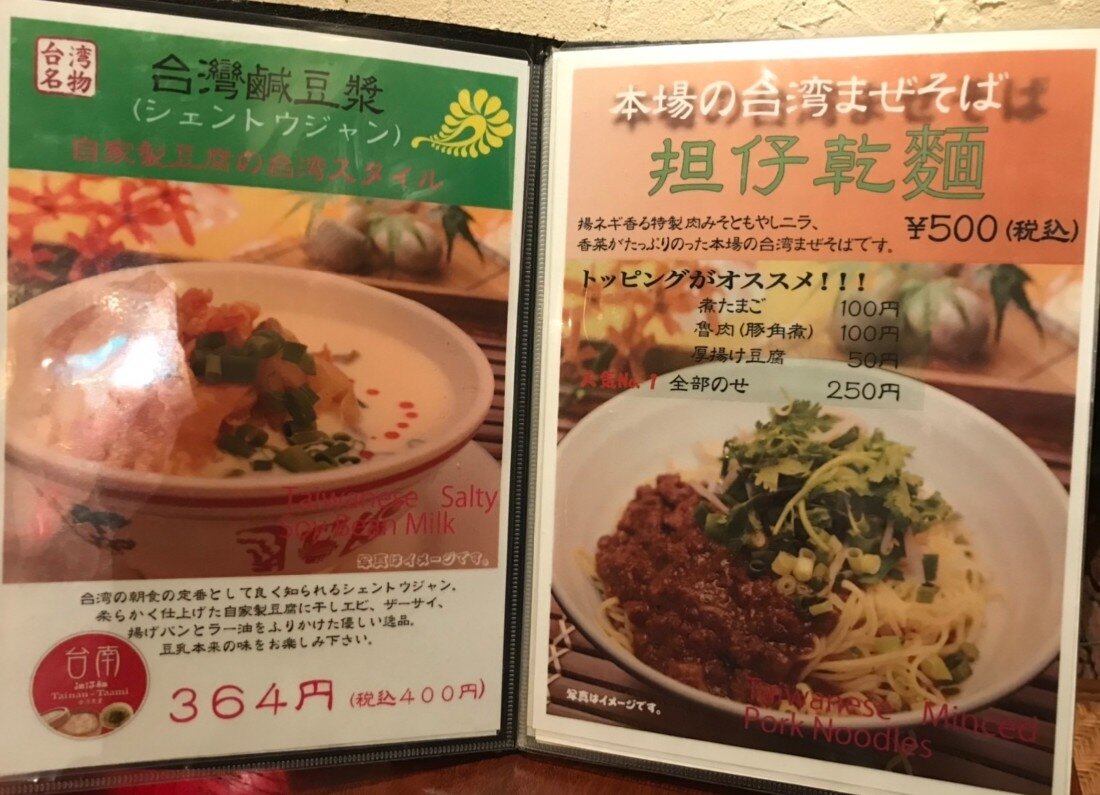 台湾
名物
台灣鹹豆漿
(シェントウジャン)
自家製豆腐の台湾スタイル
Taiwanese Salty
Soybean Milk
写真はイメージです。
台湾の朝食の定番として良く知られるシェントウジャン。
柔らかく仕上げた自家製豆腐に干しエビ、ザーサイ、
揚げパンとラー油をふりかけた優しい逸品。
豆乳本来の味をお楽しみ下さい。
台南
Tainan-Taami
364円 (税込400円)
本場の台湾まぜそば
担仔乾麺
揚ネギ香る特製肉みそともやしニラ、
香菜がたっぷりのった本場の台湾まぜそばです。
¥500 (税込)
トッピングがオススメ!!!
煮たまご 100円
魯肉(豚角煮) 100円
厚揚げ豆腐 50円
人気No.1 全部のせ 250円
写真はイメージです。
Taiwanese Minced
Pork Noodles